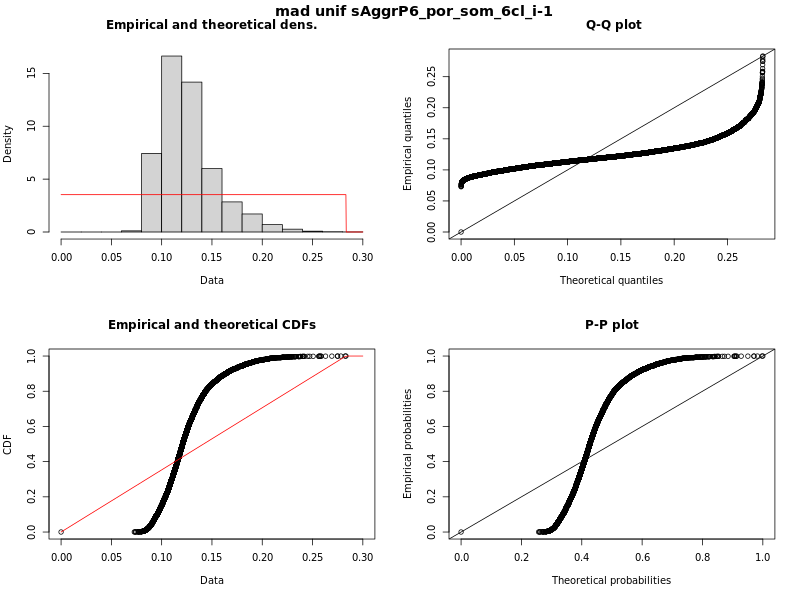 mad unif sAggrP6_por_som_6cl_i-1
Empirical and theoretical dens.
Density
0 5 10 15
0.00 0.05 0.10 0.15 0.20 0.25 0.30
Data
Q-Q plot
Empirical quantiles
0.00 0.05 0.10 0.15 0.20 0.25
0.00 0.05 0.10 0.15 0.20 0.25
Theoretical quantiles
Empirical and theoretical CDFs
CDF
0.0 0.2 0.4 0.6 0.8 1.0
0.00 0.05 0.10 0.15 0.20 0.25 0.30
Data
P-P plot
Empirical probabilities
0.0 0.2 0.4 0.6 0.8 1.0
0.0 0.2 0.4 0.6 0.8 1.0
Theoretical probabilities